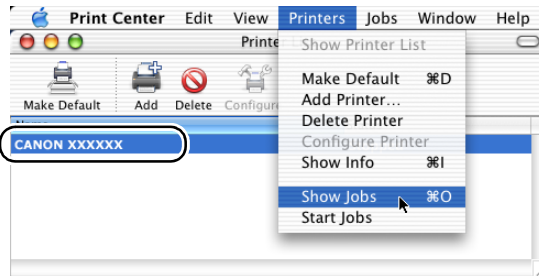 Print Center Edit View Printers Jobs Window Help
Printe
Show Printer List
Make Default ⌘D
Add Printer...
Delete Printer
Configure Printer
Show Info ⌘I
Show Jobs ⌘O
Start Jobs
Make Default Add Delete Configure
Name
CANON XXXXXX